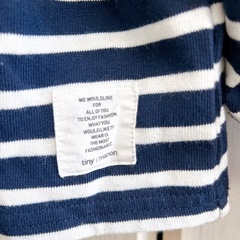 WE WOULD LOVE
FOR
ALL OF YOU
TO ENJOY FASHION
WHAT YOU
WOULD LIKE TO
WEAR IS
THE MOST
FASHIONABLE
tiny maison